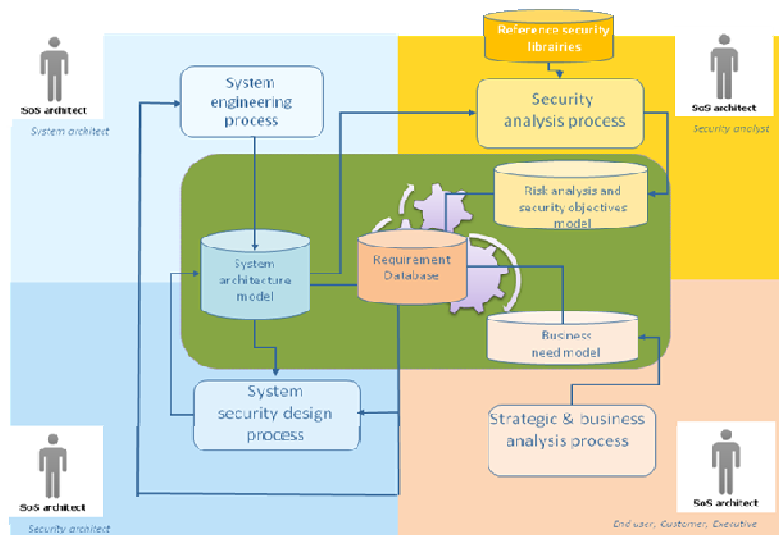 Reference security
librairies
SoS architect
System architect
System
engineering
process
Security
analysis process
SoS architect
Security analyst
Risk analysis and
security objectives
model
System
architecture
model
Requirement
Database
Business
need model
System
security design
process
Strategic & business
analysis process
SoS architect
Security architect
SoS architect
End user, Customer, Executive